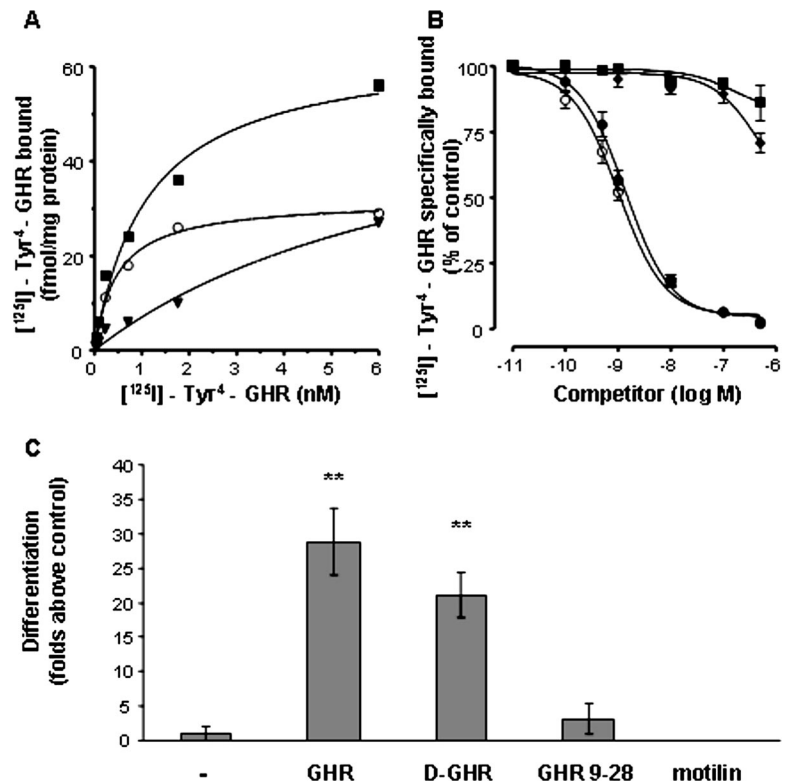 A
[¹²⁵I] - Tyr⁴ - GHR bound
(fmol/mg protein)
60
40
20
0
0 1 2 3 4 5 6
[¹²⁵I] - Tyr⁴ - GHR (nM)
B
[¹²⁵I] - Tyr⁴ - GHR specifically bound
(% of control)
100
75
50
25
0
-11 -10 -9 -8 -7 -6
Competitor (log M)
C
Differentiation
(folds above control)
40
35
30
25
20
15
10
5
0
** 
**
- GHR D-GHR GHR 9-28 motilin